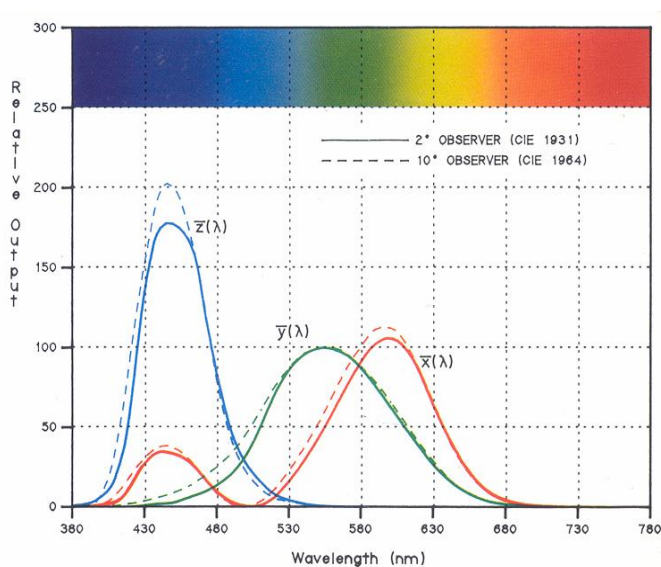 300
250
200
150
100
50
0
Relative Output
2° OBSERVER (CIE 1931)
10° OBSERVER (CIE 1964)
z̅(λ)
y̅(λ)
x̅(λ)
380 430 480 530 580 630 680 730 780
Wavelength (nm)